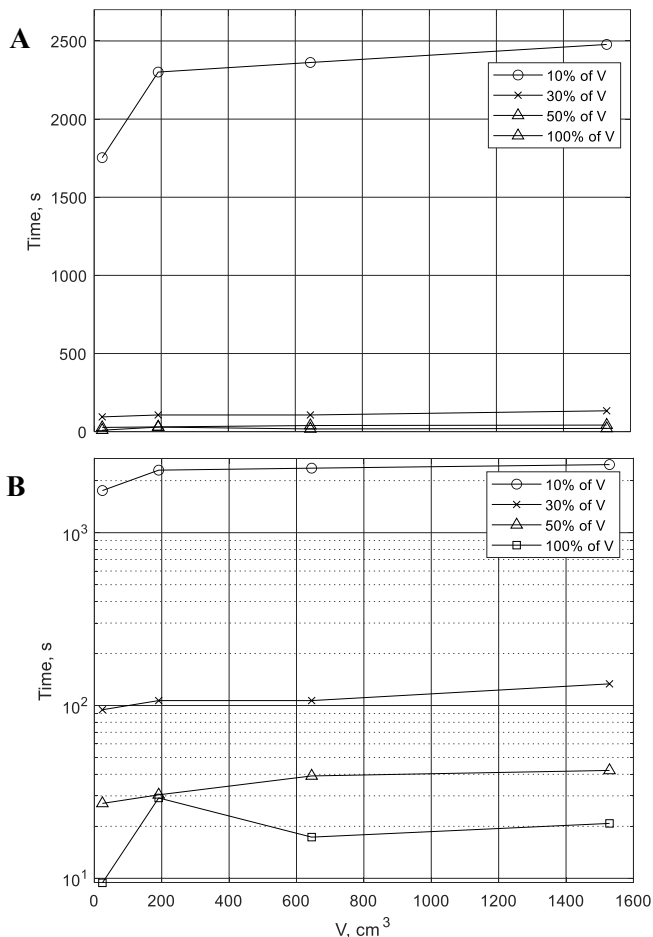 A
2500
2000
1500
1000
500
0
Time, s
10% of V
30% of V
50% of V
100% of V
B
10³
10²
10¹
Time, s
10% of V
30% of V
50% of V
100% of V
0 200 400 600 800 1000 1200 1400 1600
V, cm³